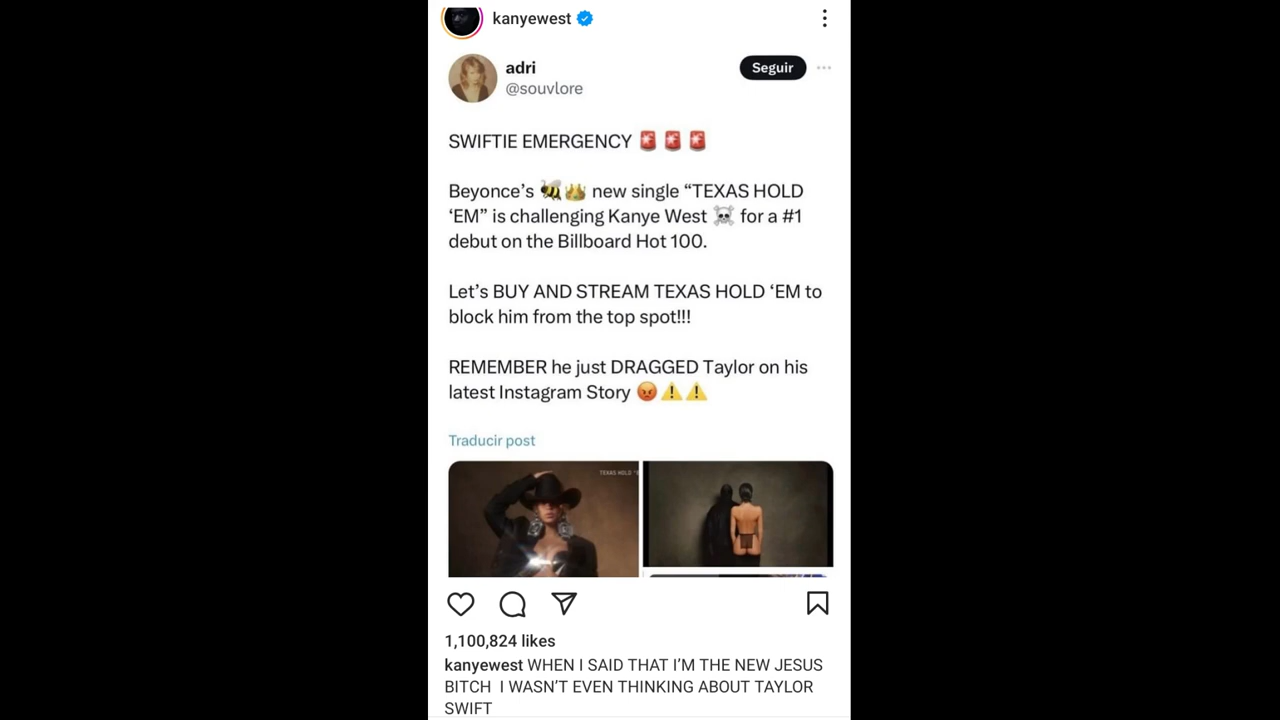 kanyewest
adri
Seguir
@souvlore
SWIFTIE EMERGENCY 🚨 🚨 🚨
Beyonce’s 🐝👑 new single “TEXAS HOLD
‘EM” is challenging Kanye West ☠️ for a #1
debut on the Billboard Hot 100.
Let’s BUY AND STREAM TEXAS HOLD ‘EM to
block him from the top spot!!!
REMEMBER he just DRAGGED Taylor on his
latest Instagram Story 😡⚠️⚠️
Traducir post
TEXAS HOLD
1,100,824 likes
kanyewest WHEN I SAID THAT I’M THE NEW JESUS
BITCH  I WASN’T EVEN THINKING ABOUT TAYLOR
SWIFT